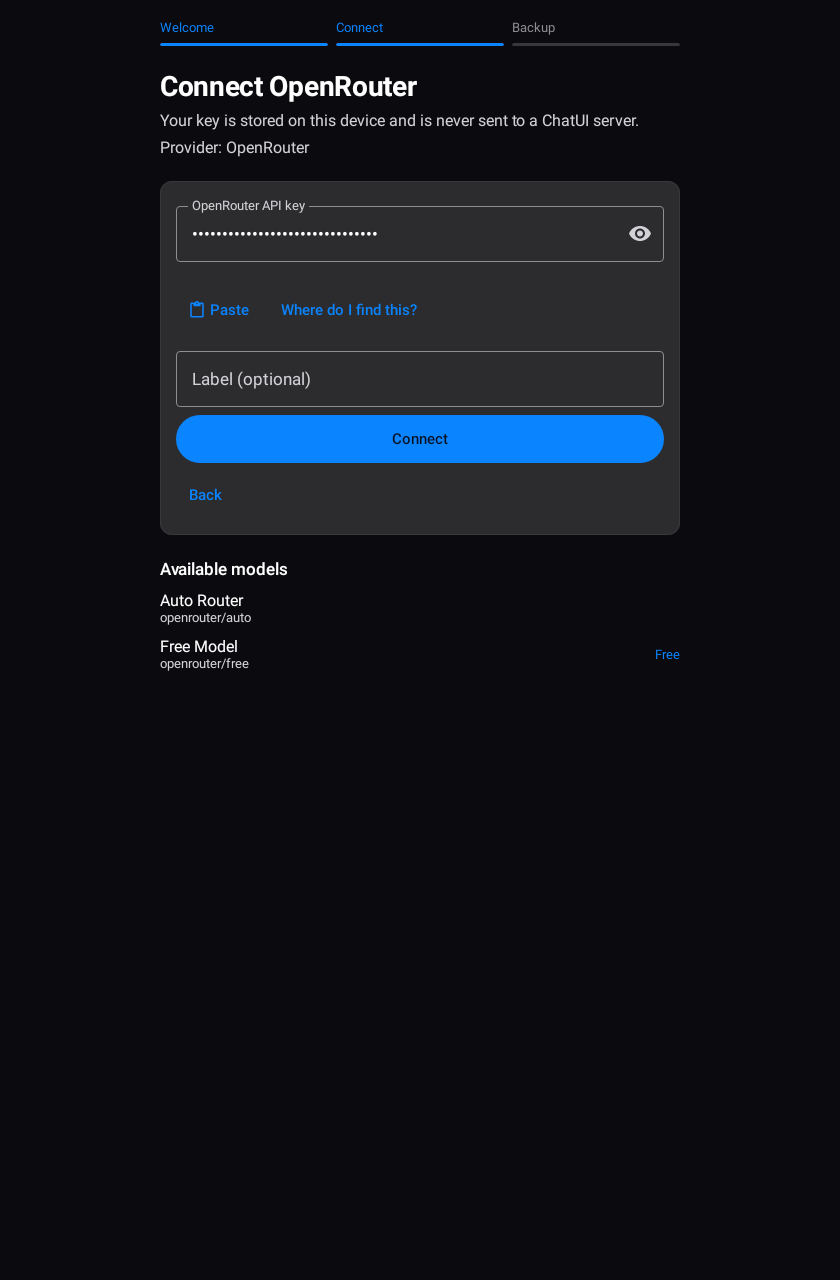 Welcome
Connect
Backup
Connect OpenRouter
Your key is stored on this device and is never sent to a ChatUI server.
Provider: OpenRouter
OpenRouter API key
•••••••••••••••••••••••••••••••
Paste
Where do I find this?
Label (optional)
Connect
Back
Available models
Auto Router
openrouter/auto
Free Model
openrouter/free
Free